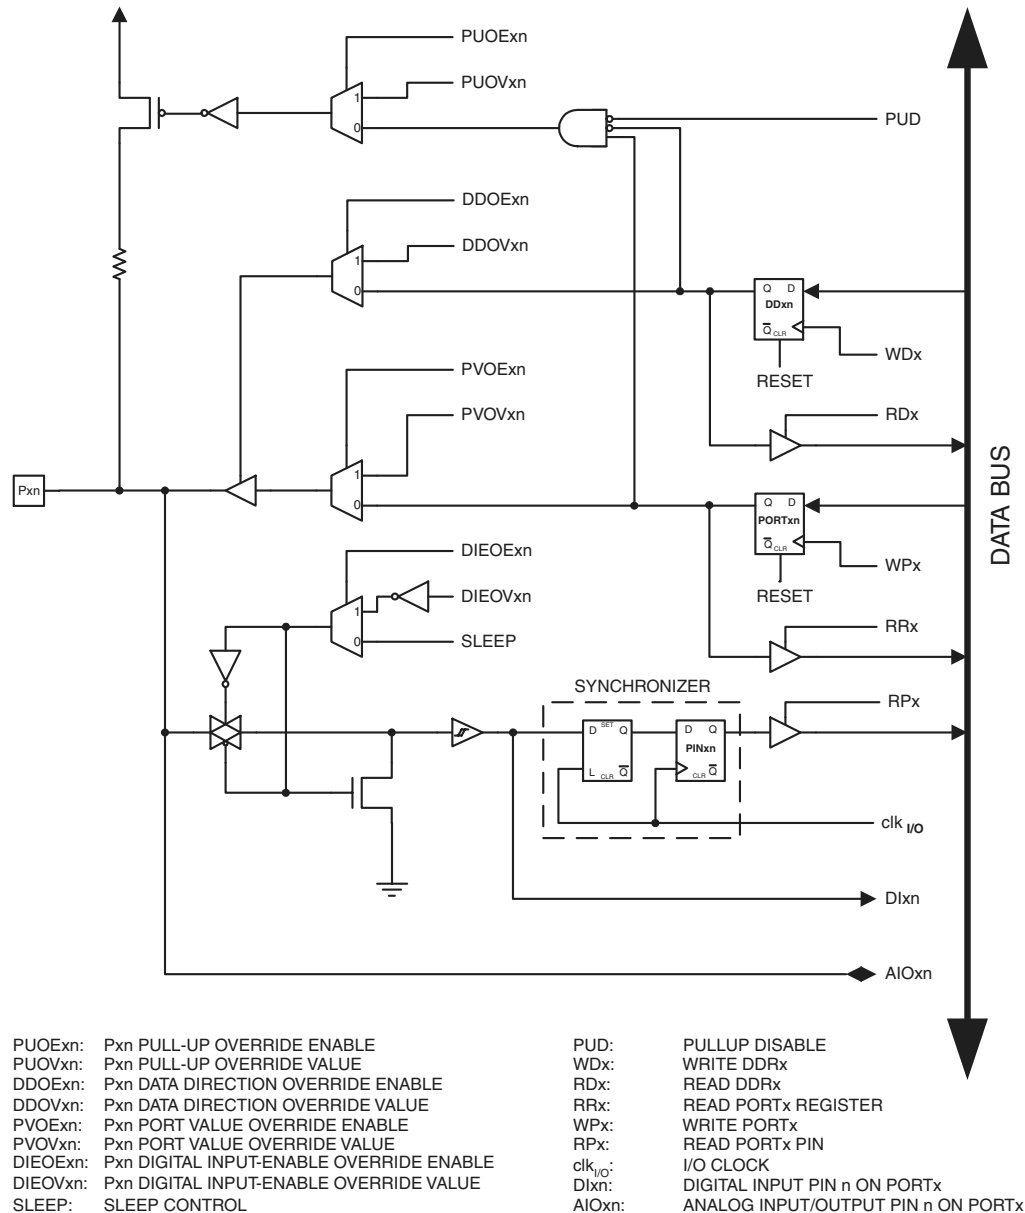 PUOExn
PUOVxn
1
0
PUD
DDOExn
DDOVxn
1
0
Q D
DDxn
Q CLR
WDx
RESET
RDx
PVOExn
PVOVxn
1
0
Pxn
Q D
PORTxn
Q CLR
WPx
RESET
RRx
DATA BUS
DIEOExn
DIEOVxn
1
0
SLEEP
SYNCHRONIZER
RPx
D SET Q
L CLR Q
D Q
PINxn
CLR Q
clk I/O
DIxn
AIOxn
PUOExn: Pxn PULL-UP OVERRIDE ENABLE
PUOVxn: Pxn PULL-UP OVERRIDE VALUE
DDOExn: Pxn DATA DIRECTION OVERRIDE ENABLE
DDOVxn: Pxn DATA DIRECTION OVERRIDE VALUE
PVOExn: Pxn PORT VALUE OVERRIDE ENABLE
PVOVxn: Pxn PORT VALUE OVERRIDE VALUE
DIEOExn: Pxn DIGITAL INPUT-ENABLE OVERRIDE ENABLE
DIEOVxn: Pxn DIGITAL INPUT-ENABLE OVERRIDE VALUE
SLEEP: SLEEP CONTROL
PUD: PULLUP DISABLE
WDx: WRITE DDRx
RDx: READ DDRx
RRx: READ PORTx REGISTER
WPx: WRITE PORTx
RPx: READ PORTx PIN
clkI/O: I/O CLOCK
DIxn: DIGITAL INPUT PIN n ON PORTx
AIOxn: ANALOG INPUT/OUTPUT PIN n ON PORTx